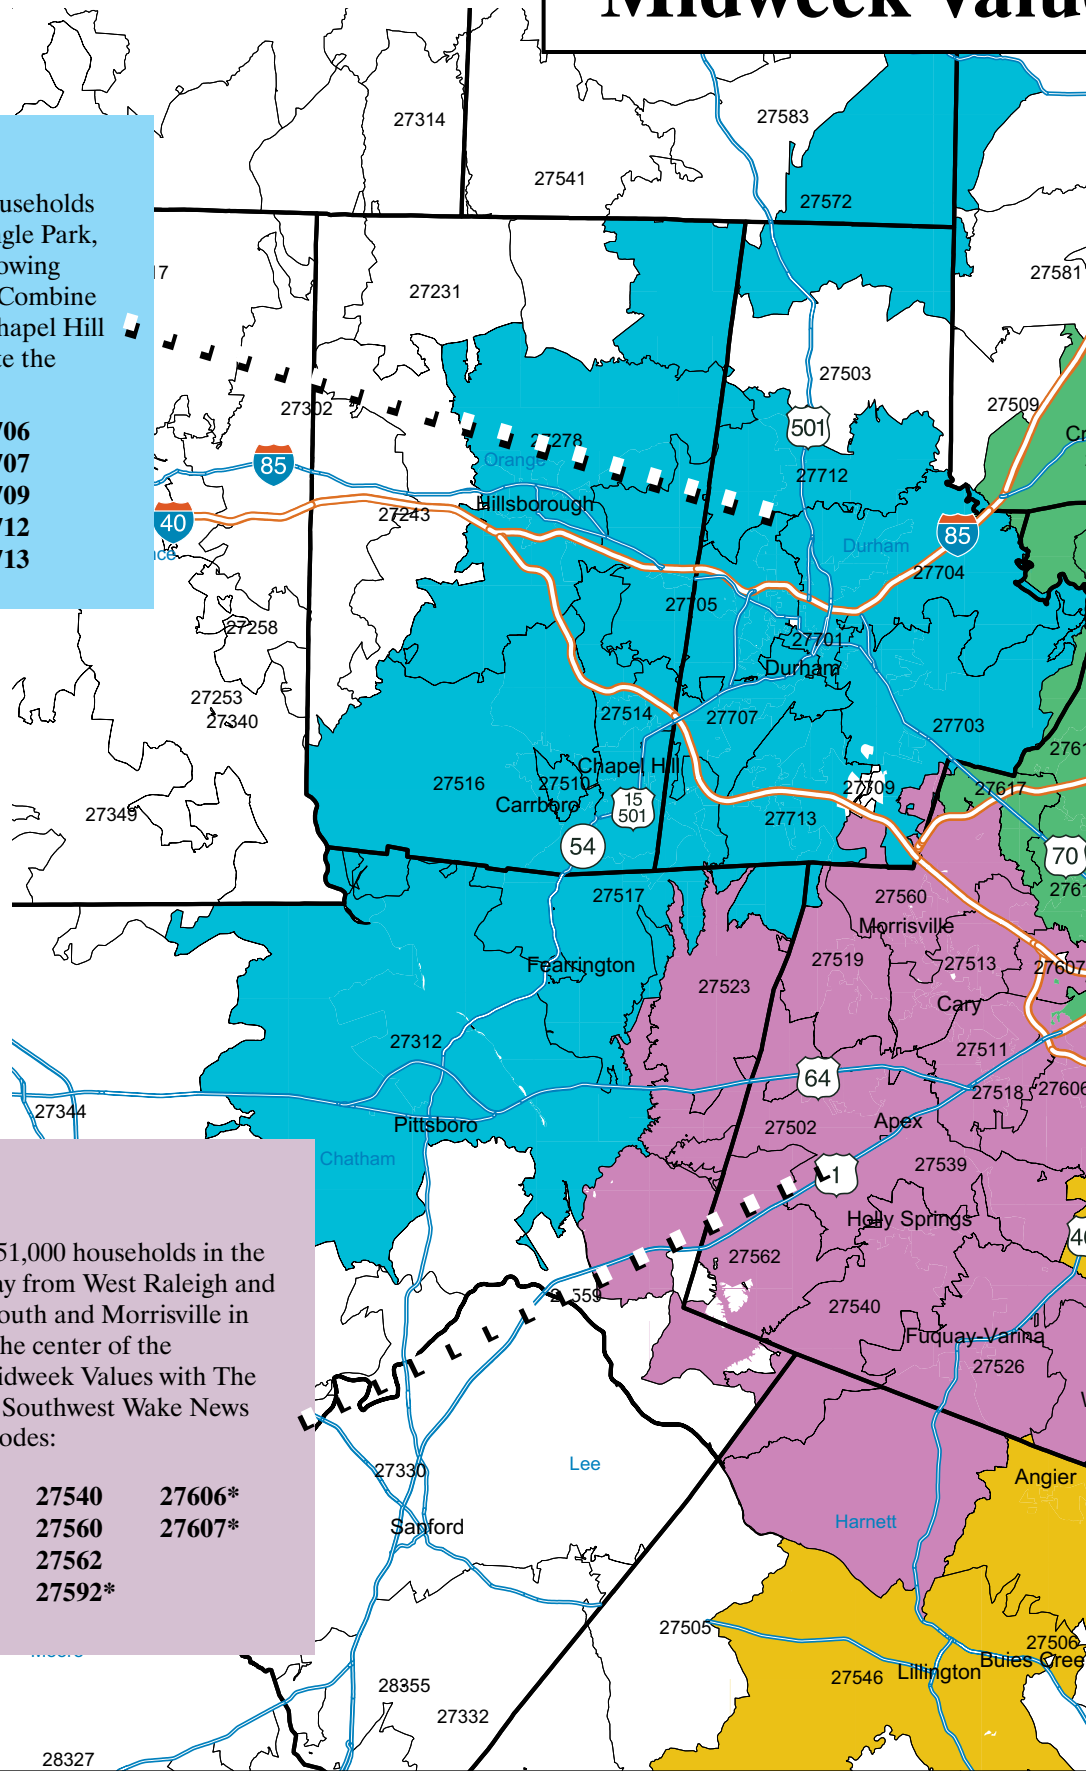 Midweek Value
useholds
ngle Park,
owing
Combine
hapel Hill
te the
706
707
709
712
713
27314
27583
27541
27572
17
27231
27581
27503
27302
27509
27278
Orange
501
85
27712
Hillsborough
27243
40
85
Durham
27704
27705
27258
27701
Durham
27253
27340
27514
27707
27703
Chapel Hill
27516
27510
Carrboro
15
501
27709
27617
27349
27713
54
70
27517
27560
Morrisville
Fearrington
27519
27513
27607
27523
Cary
27312
27511
64
27344
27518
27606
Pittsboro
27502
Apex
Chatham
1
27539
Holly Springs
27562
27540
Fuquay-Varina
27526
51,000 households in the
ay from West Raleigh and
outh and Morrisville in
he center of the
idweek Values with The
Southwest Wake News
odes:
27540 27606*
27560 27607*
27562
27592*
27330
Lee
Angier
Sanford
Harnett
27505
27506
27546
Lillington
Buies Cree
28355
27332
28327